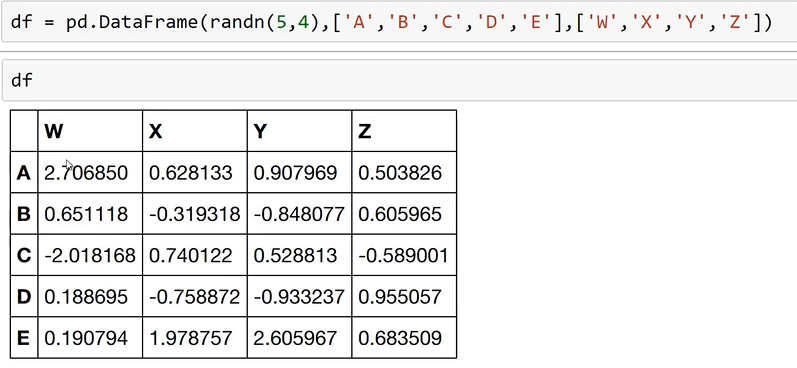 df = pd.DataFrame(randn(5,4),['A','B','C','D','E'],['W','X','Y','Z'])
df
W X Y Z
A 2.706850 0.628133 0.907969 0.503826
B 0.651118 -0.319318 -0.848077 0.605965
C -2.018168 0.740122 0.528813 -0.589001
D 0.188695 -0.758872 -0.933237 0.955057
E 0.190794 1.978757 2.605967 0.683509